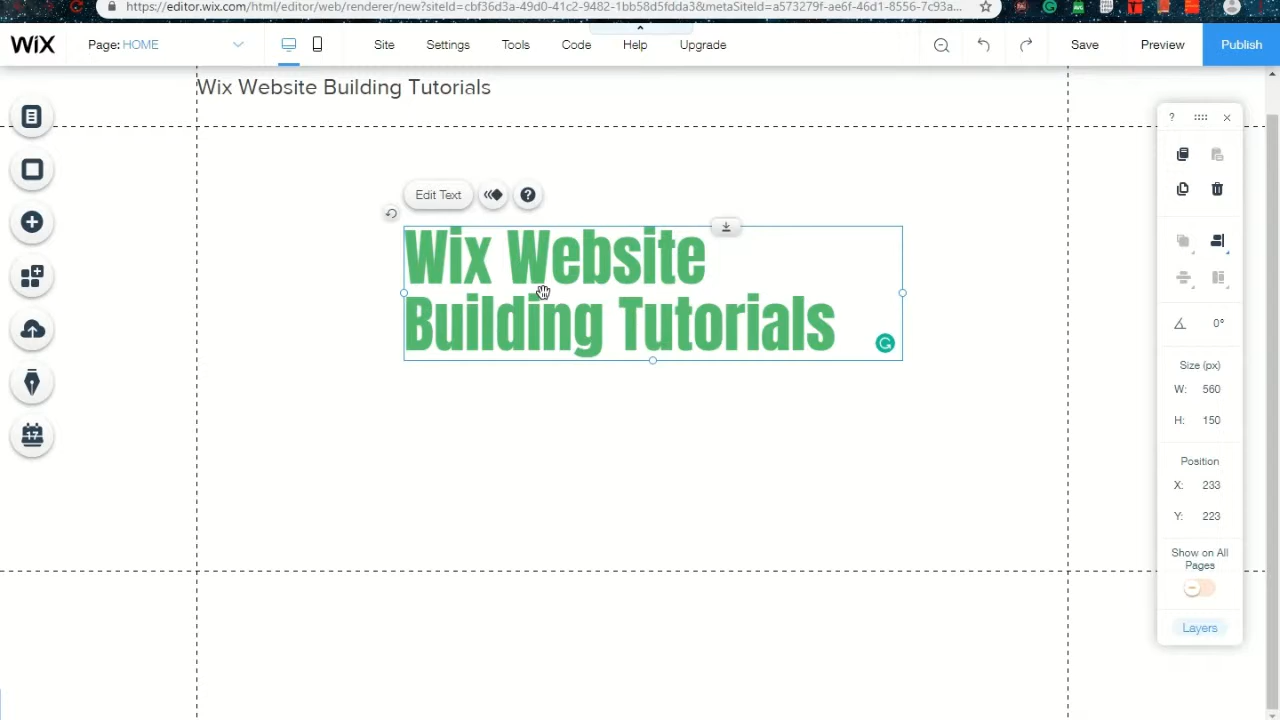 https://editor.wix.com/html/editor/web/renderer/new?siteId=cbf36d3a-49d0-41c2-9482-1bb58d5fdda3&metaSiteId=a573279f-ae6f-46d1-8556-7c93a...
WiX Page: HOME Site Settings Tools Code Help Upgrade Save Preview Publish
Wix Website Building Tutorials
Edit Text
Wix Website
Building Tutorials
17
? 
0°
Size (px)
W: 560
H: 150
Position
X: 233
Y: 223
Show on All
Pages
Layers